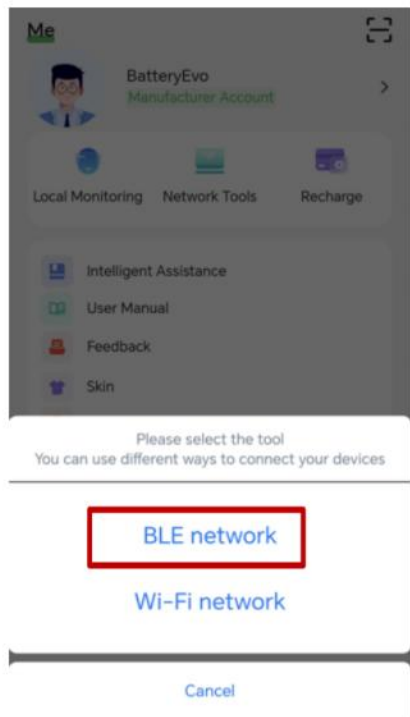 Me
BatteryEvo
Manufacturer Account
Local Monitoring
Network Tools
Recharge
Intelligent Assistance
User Manual
Feedback
Skin
Please select the tool
You can use different ways to connect your devices
BLE network
Wi-Fi network
Cancel